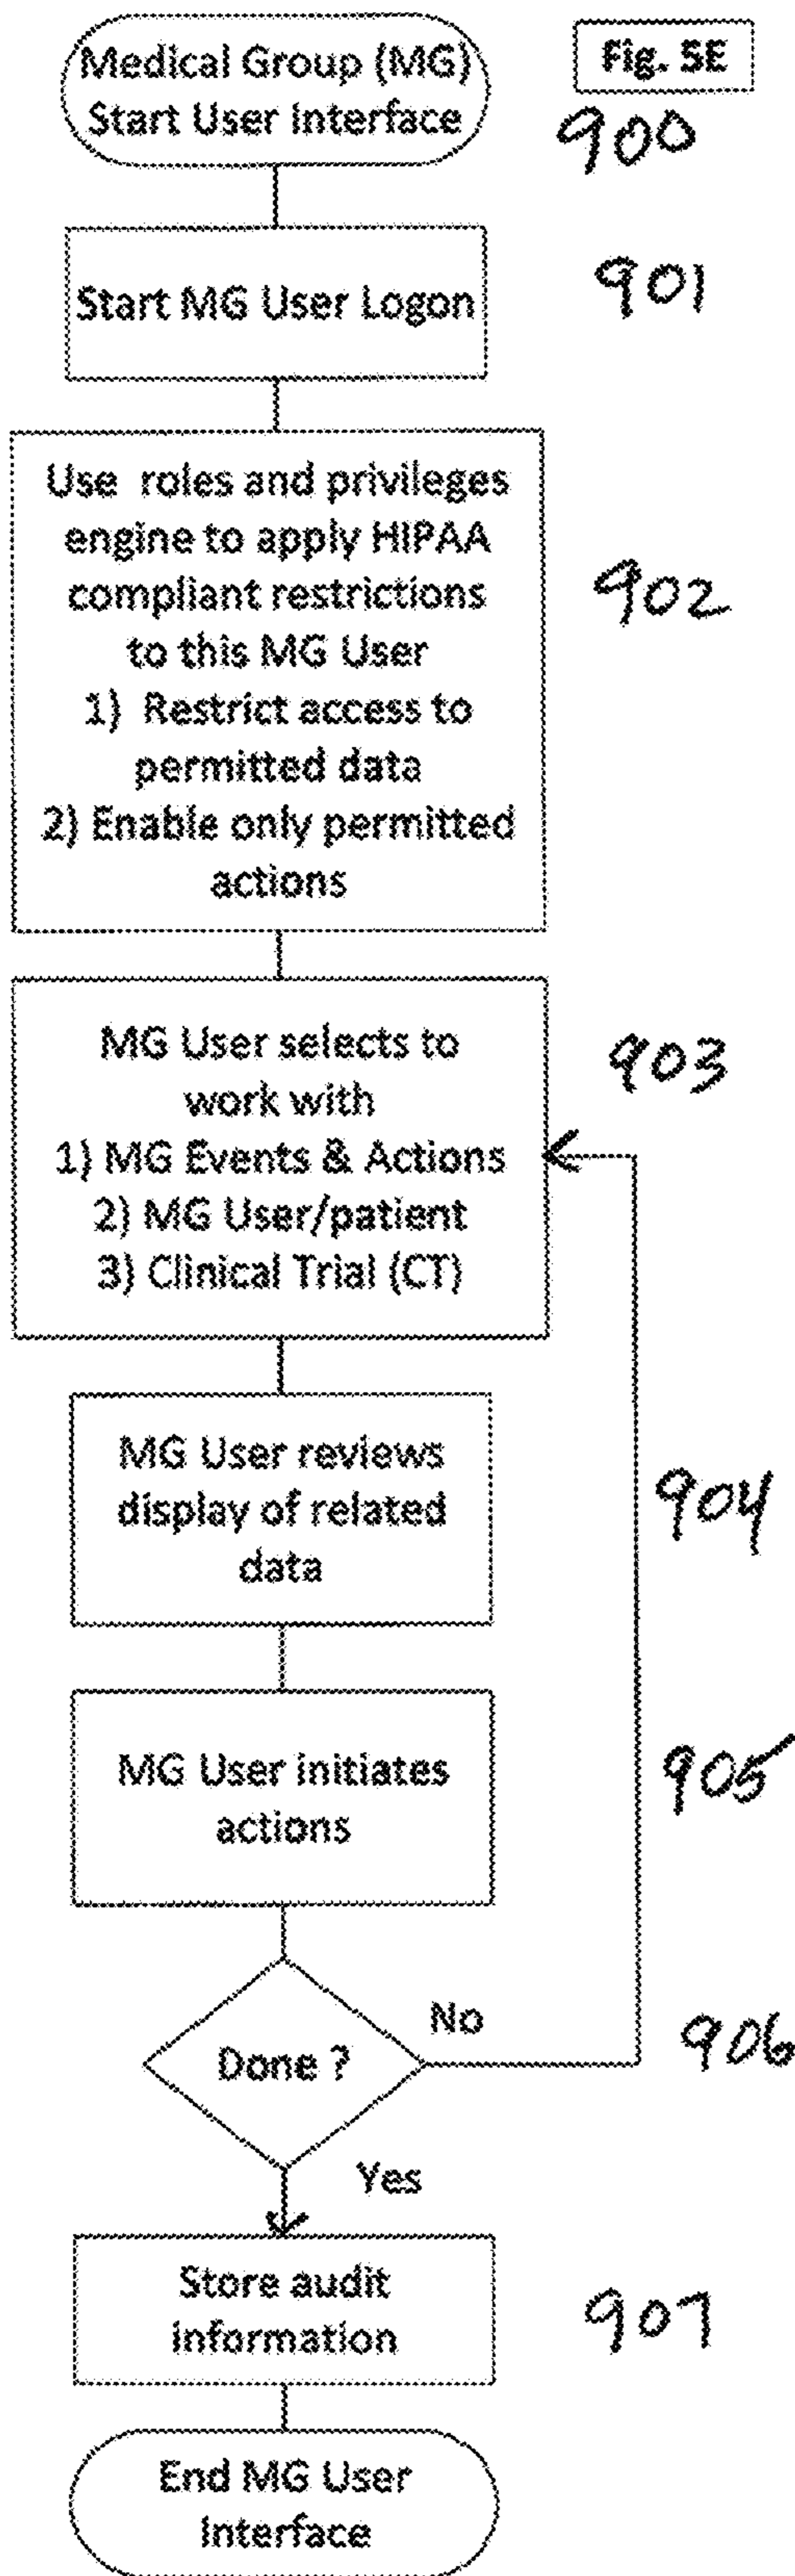 Medical Group (MG)
Start User Interface
Fig. 5E
900
Start MG User Logon
901
Use roles and privileges
engine to apply HIPAA
compliant restrictions
to this MG User
1) Restrict access to
permitted data
2) Enable only permitted
actions
902
MG User selects to
work with
1) MG Events & Actions
2) MG User/patient
3) Clinical Trial (CT)
903
MG User reviews
display of related
data
904
MG User initiates
actions
905
Done ?
No
906
Yes
Store audit
information
907
End MG User
Interface